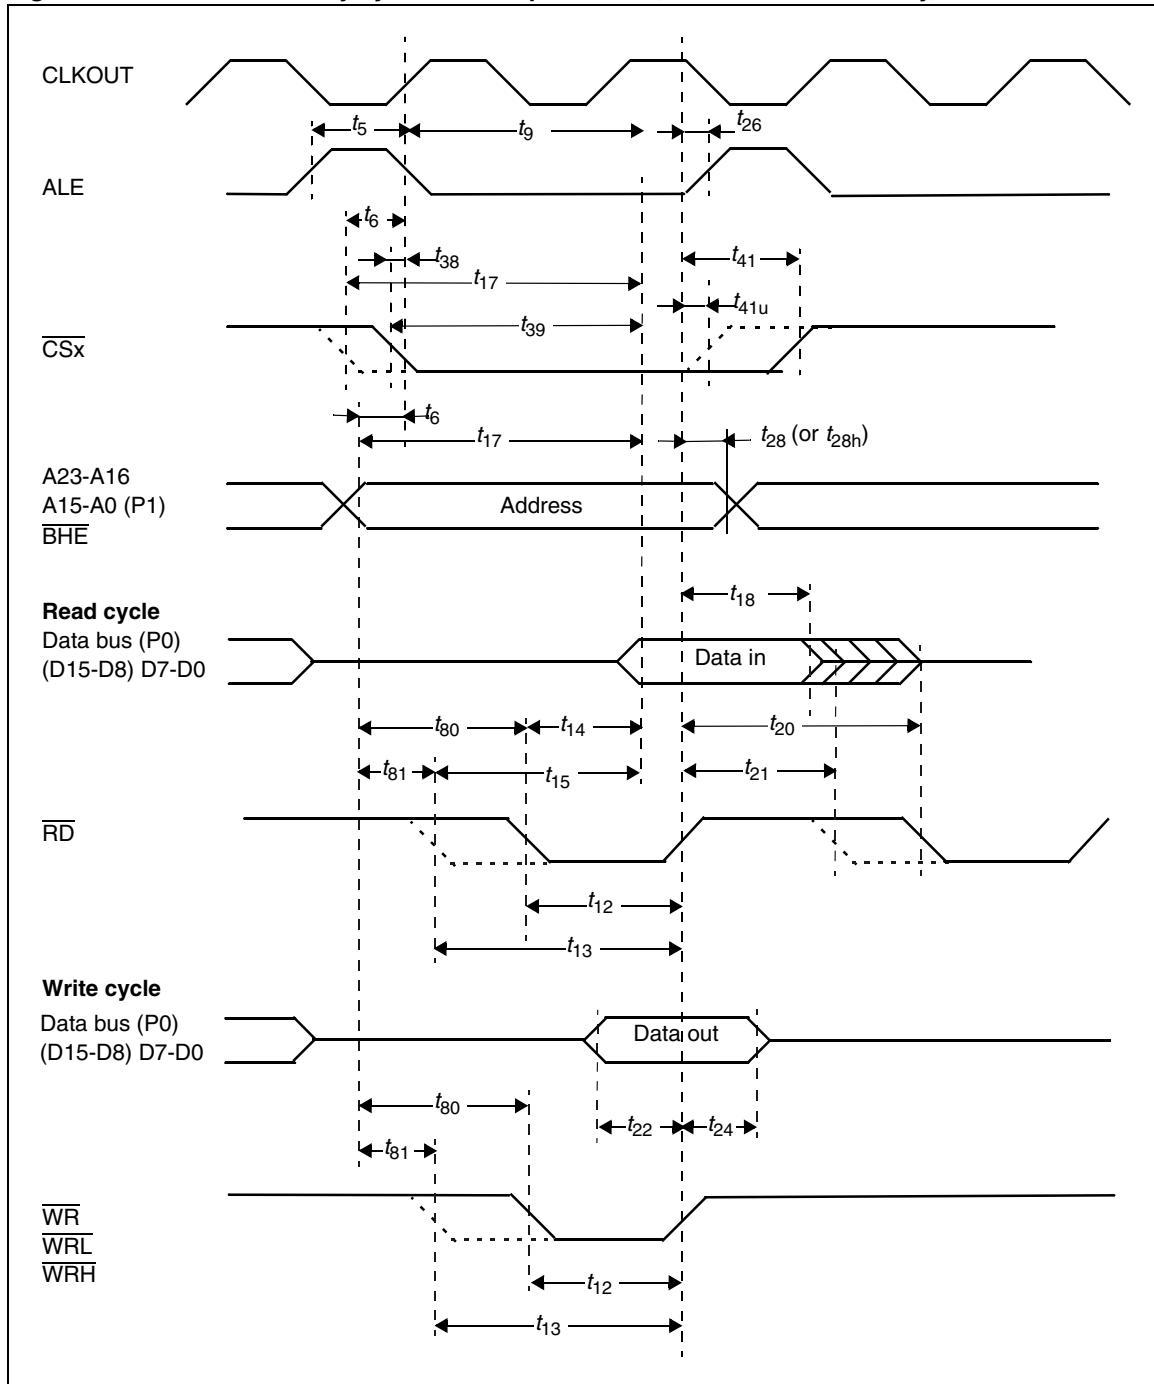 CLKOUT
t5
t9
t26
ALE
t6
t38
t17
t41
t41u
t39
CSx
t6
t17
t28 (or t28h)
A23-A16
A15-A0 (P1)
BHE
Address
t18
Read cycle
Data bus (P0)
(D15-D8) D7-D0
Data in
t80
t14
t20
t81
t15
t21
RD
t12
t13
Write cycle
Data bus (P0)
(D15-D8) D7-D0
Data out
t80
t22
t24
t81
WR
WRL
WRH
t12
t13